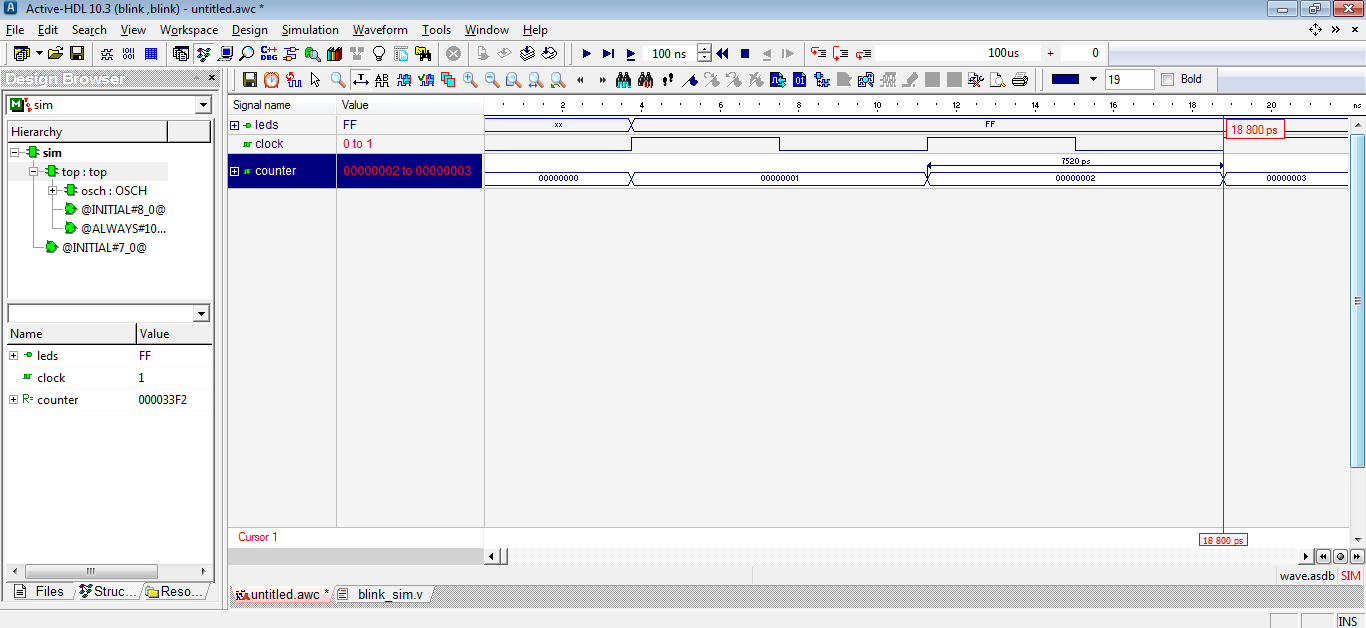 Active-HDL 10.3 (blink ,blink) - untitled.awc *
File Edit Search View Workspace Design Simulation Waveform Tools Window Help
100 ns 100us + 0
Design Browser
19 Bold
sim
Hierarchy
sim
top : top
osch : OSCH
@INITIAL#8_0@
@ALWAYS#10...
@INITIAL#7_0@
Name Value
leds FF
clock 1
counter 000033F2
Files Struc... Reso...
Signal name Value
2 4 6 8 10 12 14 16 18 20 ns
leds FF xx FF
18 800 ps
clock 0 to 1
7520 ps
counter 00000002 to 00000003 00000000 00000001 00000002 00000003
Cursor 1 18 800 ps
wave.asdb SIM
untitled.awc * blink_sim.v
INS